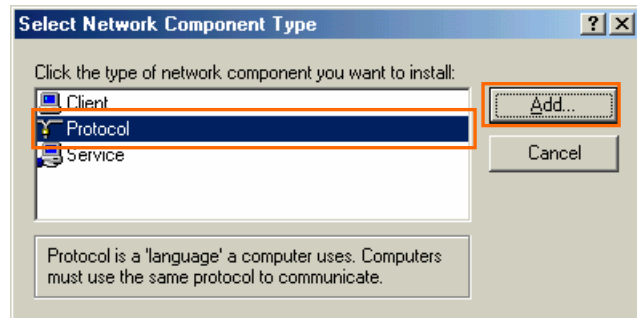 Select Network Component Type
Click the type of network component you want to install:
Client
Protocol
Service
Add...
Cancel
Protocol is a 'language' a computer uses. Computers
must use the same protocol to communicate.